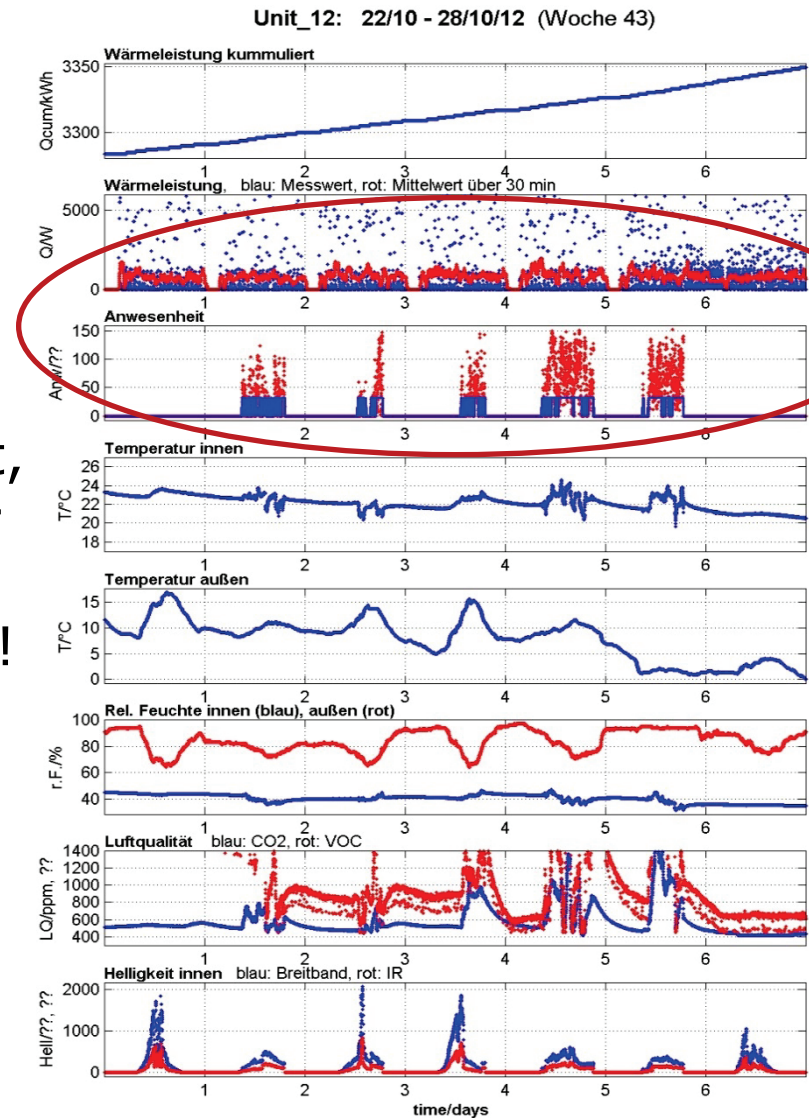 Unit_12: 22/10 - 28/10/12 (Woche 43)
Wärmeleistung kummuliert
Qcum/kWh
3350
3300
1 2 3 4 5 6
Wärmeleistung, blau: Messwert, rot: Mittelwert über 30 min
Q/W
5000
0
1 2 3 4 5 6
Anwesenheit
Anw/??
150
100
50
0
1 2 3 4 5 6
Temperatur innen
T/°C
26
24
22
20
18
1 2 3 4 5 6
Temperatur außen
T/°C
15
10
5
0
1 2 3 4 5 6
Rel. Feuchte innen (blau), außen (rot)
r.F./%
100
80
60
40
1 2 3 4 5 6
Luftqualität blau: CO2, rot: VOC
LQ/ppm, ??
1400
1200
1000
800
600
400
1 2 3 4 5 6
Helligkeit innen blau: Breitband, rot: IR
Hell/??, ??
2000
1000
0
1 2 3 4 5 6
time/days
!